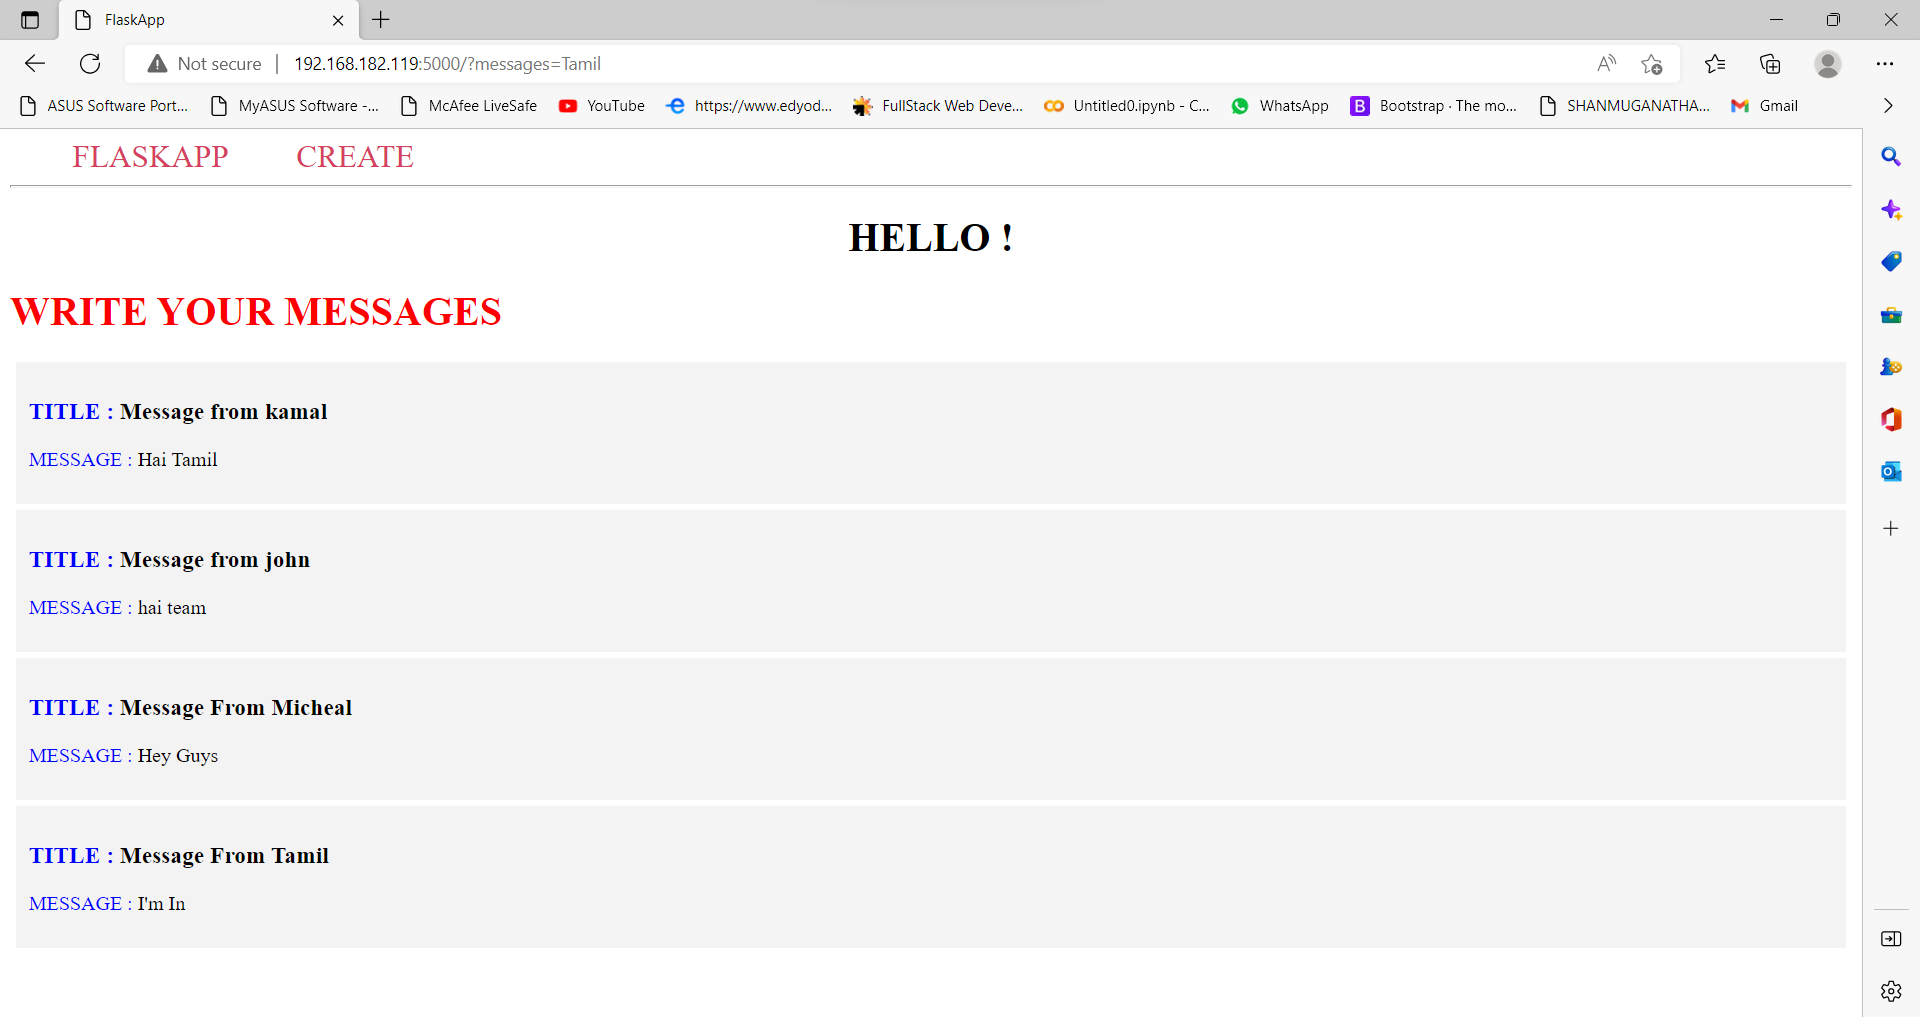 FlaskApp
Not secure | 192.168.182.119:5000/?messages=Tamil
ASUS Software Port... MyASUS Software -... McAfee LiveSafe YouTube https://www.edyod... FullStack Web Deve... Untitled0.ipynb - C... WhatsApp Bootstrap · The mo... SHANMUGANATHA... Gmail
FLASKAPP CREATE
HELLO !
WRITE YOUR MESSAGES
TITLE : Message from kamal
MESSAGE : Hai Tamil
TITLE : Message from john
MESSAGE : hai team
TITLE : Message From Micheal
MESSAGE : Hey Guys
TITLE : Message From Tamil
MESSAGE : I'm In